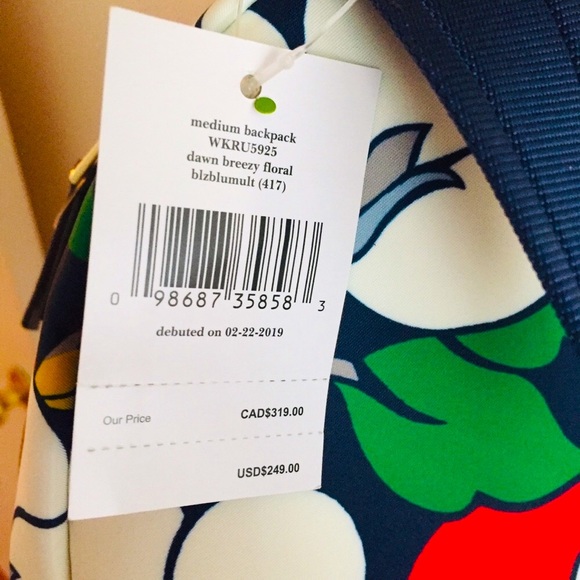 medium backpack
WKRU5925
dawn breezy floral
blzblumult (417)
0 98687 35858 3
debuted on 02-22-2019
Our Price CAD$319.00
USD$249.00